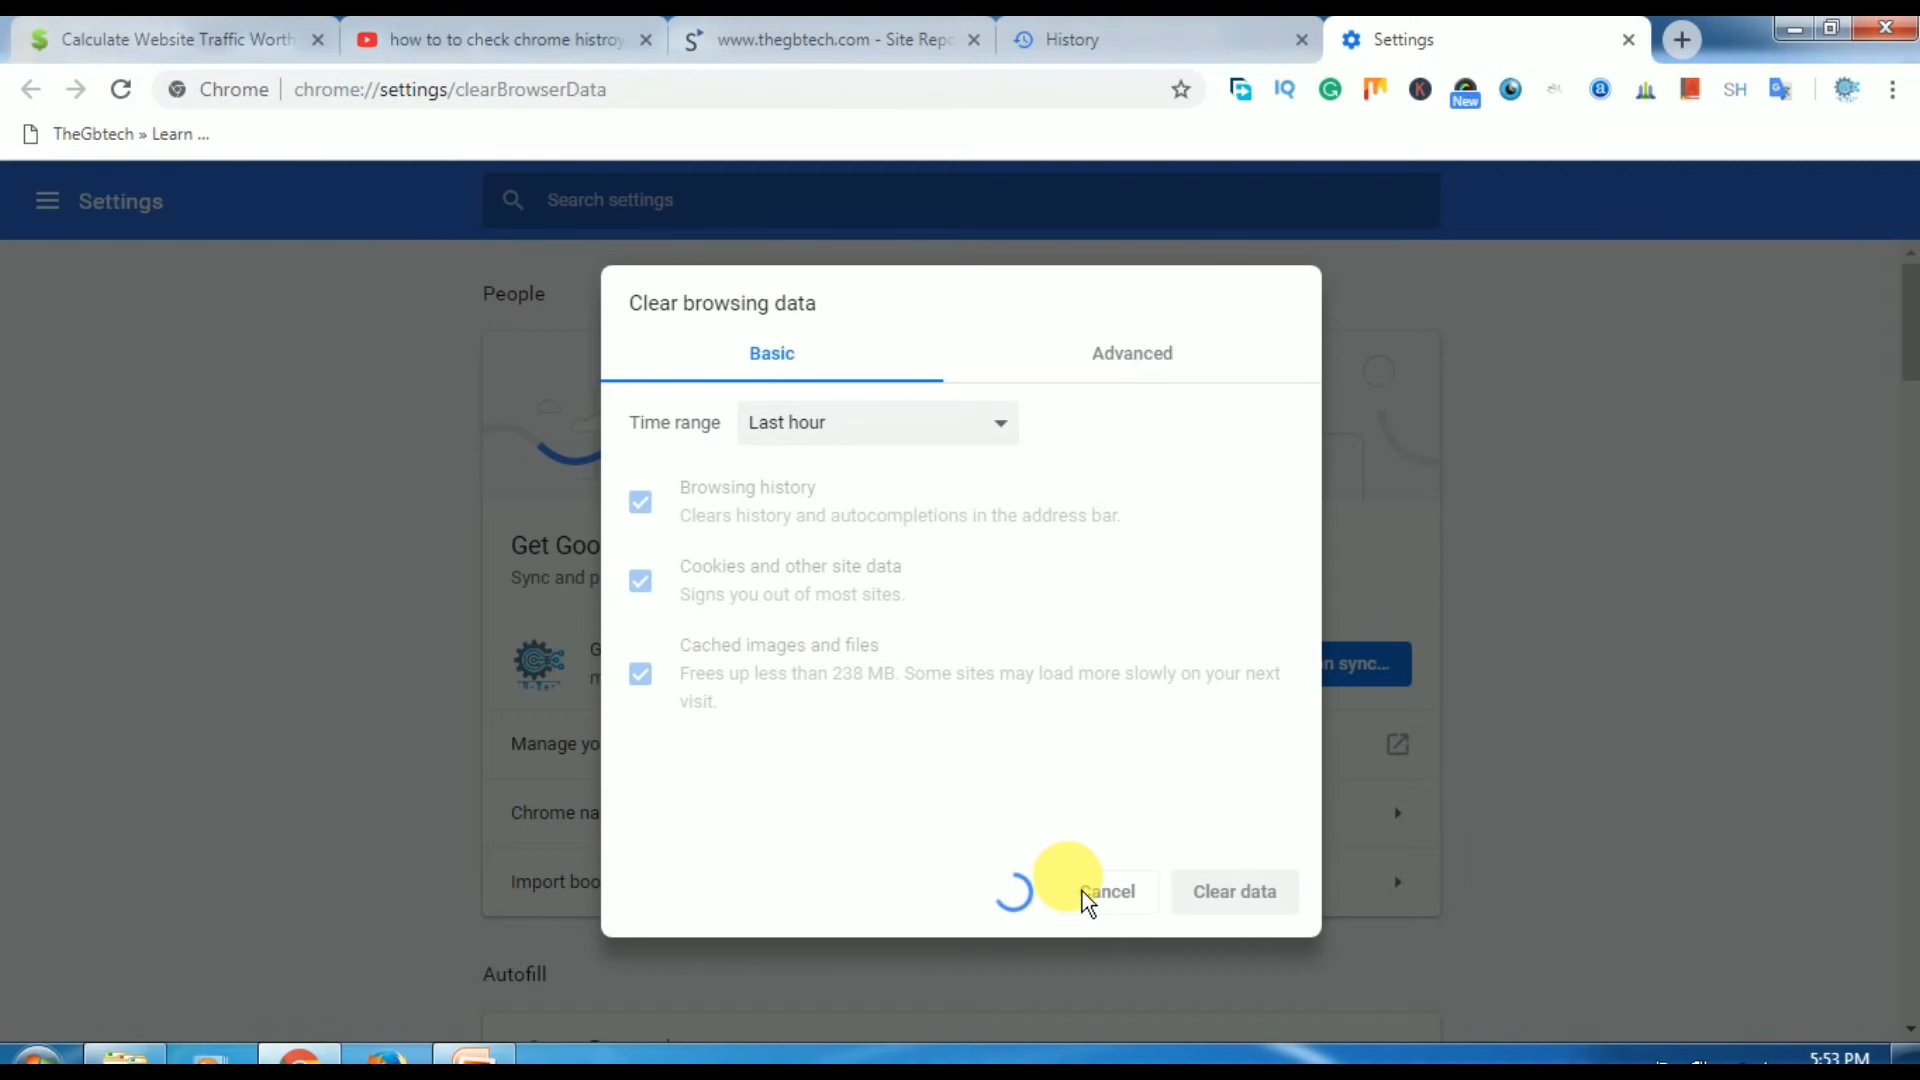 Calculate Website Traffic Worth
how to to check chrome histroy
www.thegbtech.com - Site Repo
History
Settings
Chrome | chrome://settings/clearBrowserData
IQ
New
SH
TheGbtech » Learn ...
Settings
Search settings
People
Clear browsing data
Basic
Advanced
Time range
Last hour
Browsing history
Clears history and autocompletions in the address bar.
Cookies and other site data
Signs you out of most sites.
Get Goo
Sync and p
Cached images and files
Frees up less than 238 MB. Some sites may load more slowly on your next
visit.
n sync...
Manage yo
Chrome na
Import boo
Cancel
Clear data
Autofill
5:53 PM